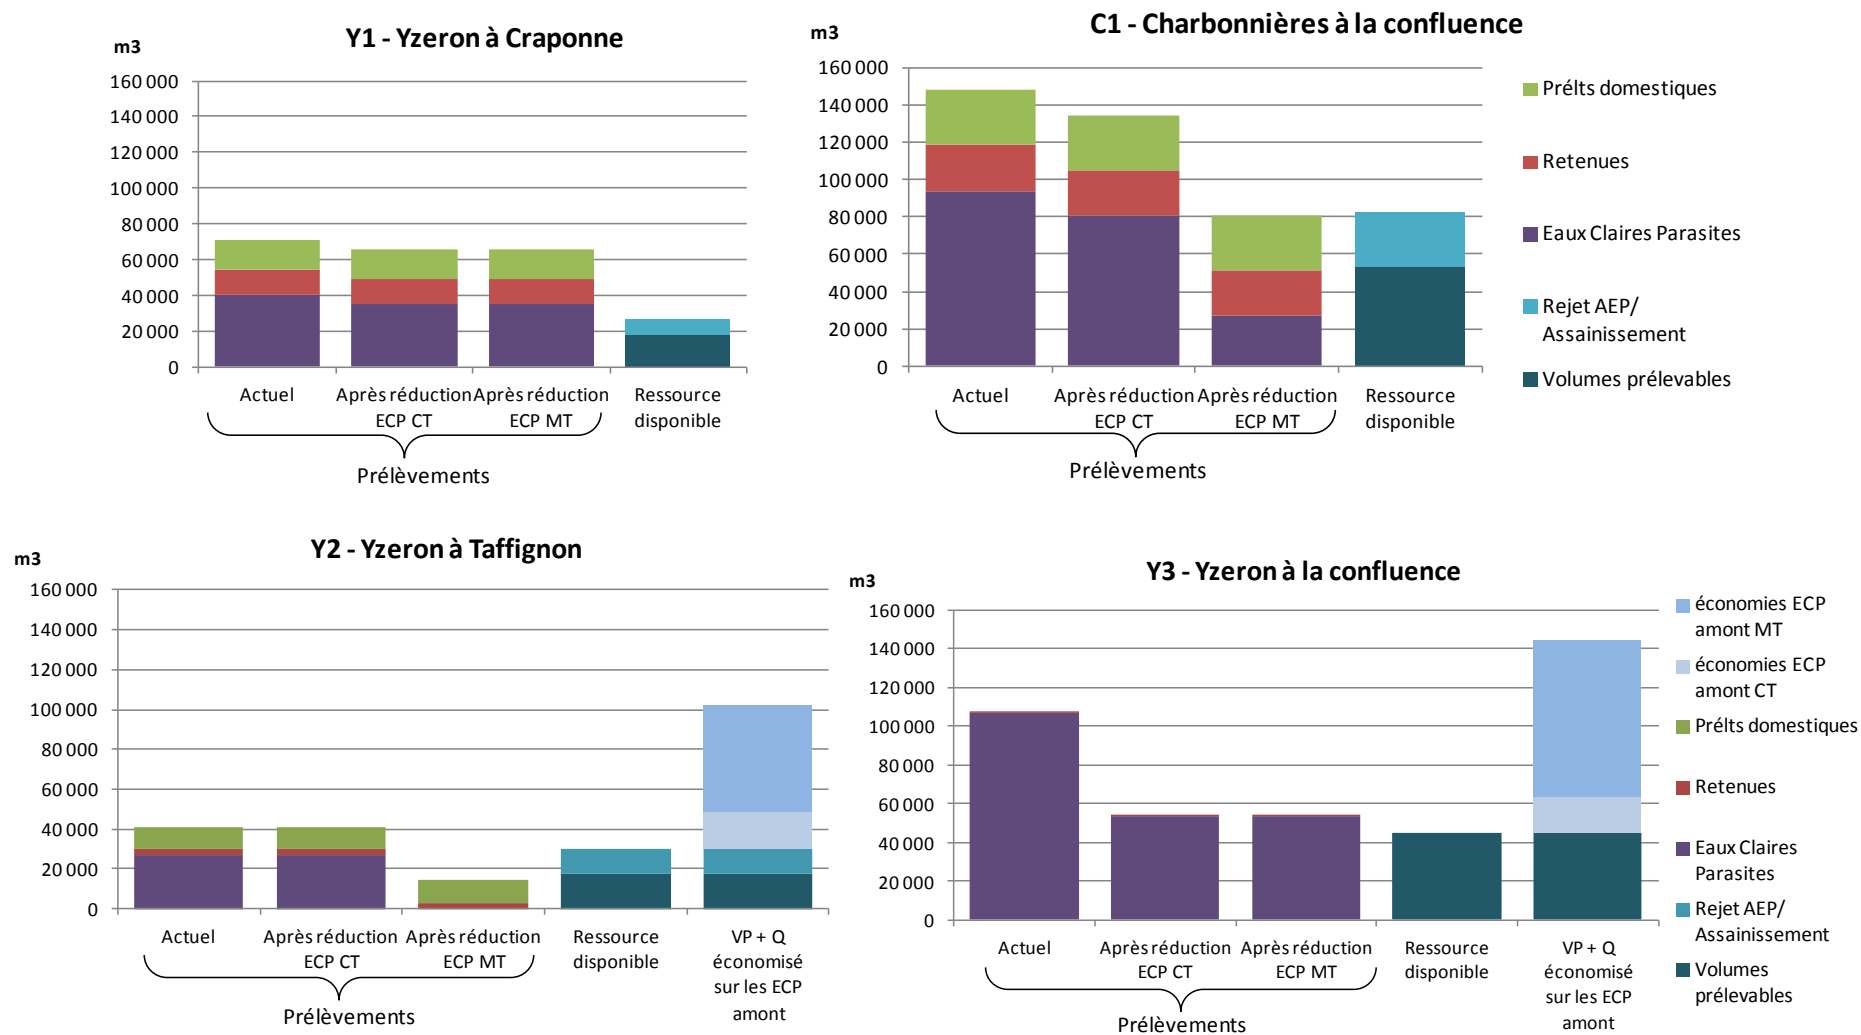 Y1 - Yzeron à Craponne
m3
160 000
140 000
120 000
100 000
80 000
60 000
40 000
20 000
0
Actuel
Après réduction
ECP CT
Après réduction
ECP MT
Ressource
disponible
Prélèvements
C1 - Charbonnières à la confluence
m3
160 000
140 000
120 000
100 000
80 000
60 000
40 000
20 000
0
Actuel
Après réduction
ECP CT
Après réduction
ECP MT
Ressource
disponible
Prélèvements
Prélts domestiques
Retenues
Eaux Claires Parasites
Rejet AEP/
Assainissement
Volumes prélevables
Y2 - Yzeron à Taffignon
m3
160 000
140 000
120 000
100 000
80 000
60 000
40 000
20 000
0
Actuel
Après réduction
ECP CT
Après réduction
ECP MT
Ressource
disponible
VP + Q
économisé
sur les ECP
amont
Prélèvements
Y3 - Yzeron à la confluence
m3
160 000
140 000
120 000
100 000
80 000
60 000
40 000
20 000
0
Actuel
Après réduction
ECP CT
Après réduction
ECP MT
Ressource
disponible
VP + Q
économisé
sur les ECP
amont
Prélèvements
économies ECP
amont MT
économies ECP
amont CT
Prélts domestiques
Retenues
Eaux Claires
Parasites
Rejet AEP/
Assainissement
Volumes
prélevables